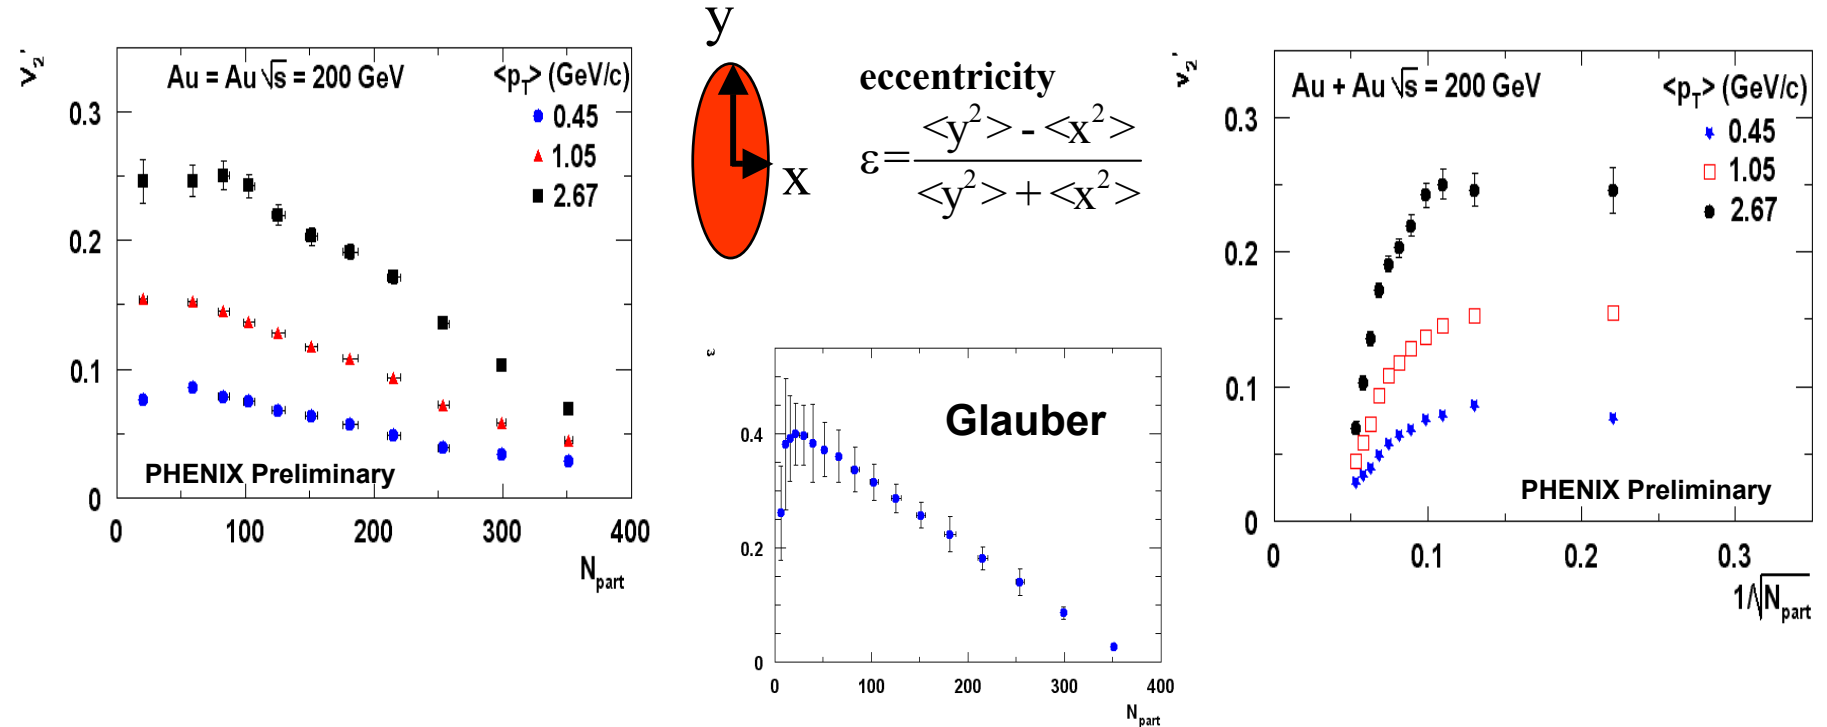 ν2'
Au = Au √s = 200 GeV
<pT> (GeV/c)
0.45
1.05
2.67
0.3
0.2
0.1
0
PHENIX Preliminary
0 100 200 300 400
Npart
y
x
eccentricity
ε = <y²> - <x²>
<y²> + <x²>
ε
Glauber
0.4
0.2
0
0 100 200 300 400
Npart
ν2'
Au + Au √s = 200 GeV
<pT> (GeV/c)
0.45
1.05
2.67
0.3
0.2
0.1
0
PHENIX Preliminary
0 0.1 0.2 0.3
1/√Npart